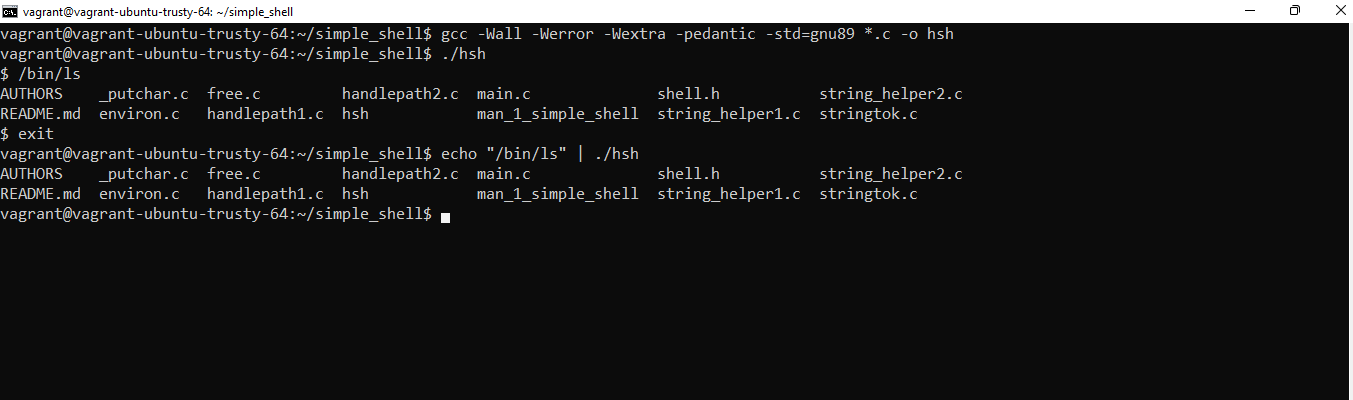 vagrant@vagrant-ubuntu-trusty-64: ~/simple_shell
vagrant@vagrant-ubuntu-trusty-64:~/simple_shell$ gcc -Wall -Werror -Wextra -pedantic -std=gnu89 *.c -o hsh
vagrant@vagrant-ubuntu-trusty-64:~/simple_shell$ ./hsh
$ /bin/ls
AUTHORS    _putchar.c  free.c         handlepath2.c  main.c              shell.h           string_helper2.c
README.md  environ.c   handlepath1.c  hsh            man_1_simple_shell  string_helper1.c  stringtok.c
$ exit
vagrant@vagrant-ubuntu-trusty-64:~/simple_shell$ echo "/bin/ls" | ./hsh
AUTHORS    _putchar.c  free.c         handlepath2.c  main.c              shell.h           string_helper2.c
README.md  environ.c   handlepath1.c  hsh            man_1_simple_shell  string_helper1.c  stringtok.c
vagrant@vagrant-ubuntu-trusty-64:~/simple_shell$